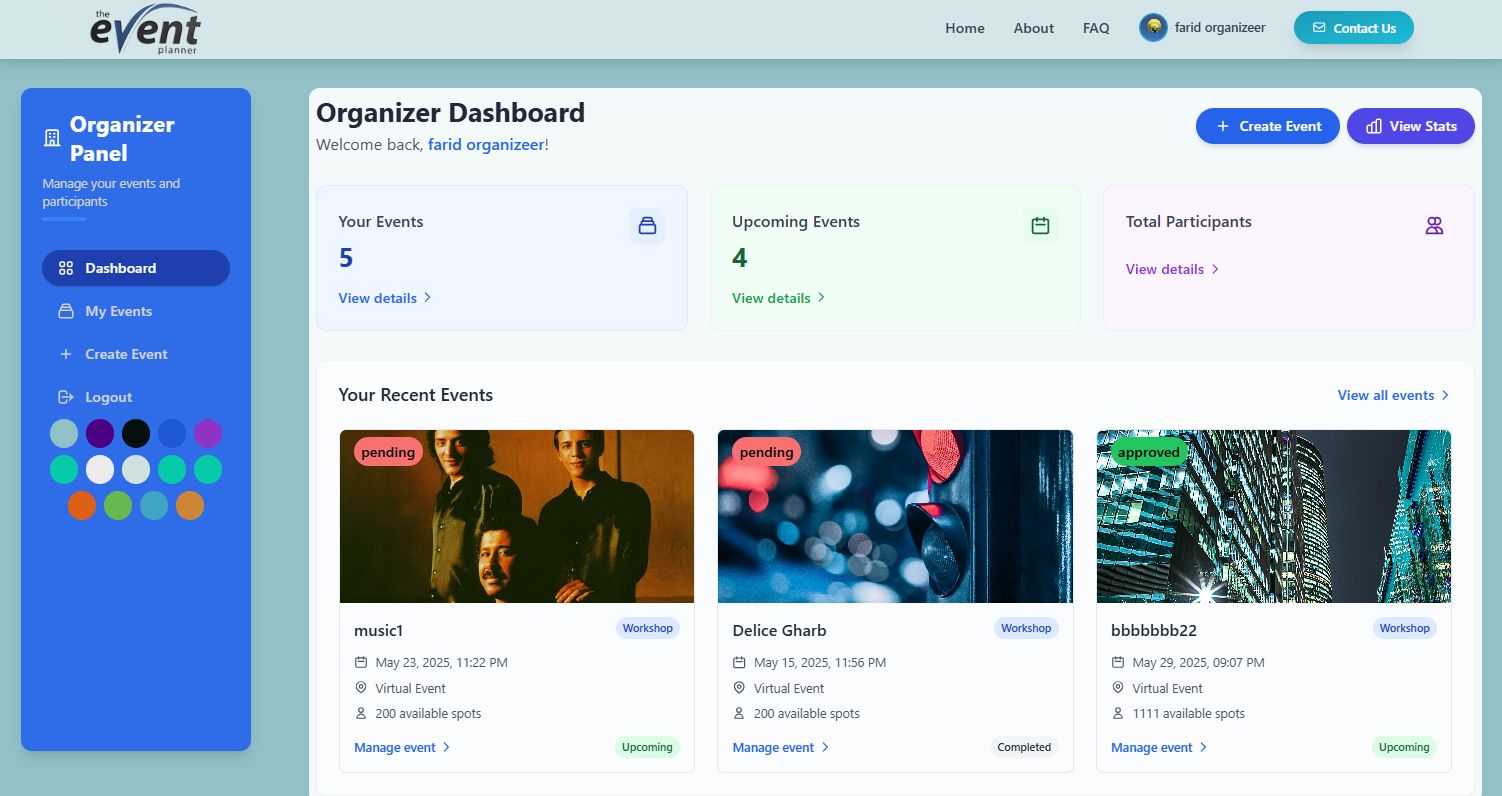 the
event
planner
Home
About
FAQ
farid organizeer
Contact Us
Organizer
Panel
Manage your events and
participants
Dashboard
My Events
Create Event
Logout
Organizer Dashboard
Welcome back, farid organizeer!
Create Event
View Stats
Your Events
5
View details
Upcoming Events
4
View details
Total Participants
View details
Your Recent Events
View all events
pending
music1
Workshop
May 23, 2025, 11:22 PM
Virtual Event
200 available spots
Manage event
Upcoming
pending
Delice Gharb
Workshop
May 15, 2025, 11:56 PM
Virtual Event
200 available spots
Manage event
Completed
approved
bbbbbbb22
Workshop
May 29, 2025, 09:07 PM
Virtual Event
1111 available spots
Manage event
Upcoming